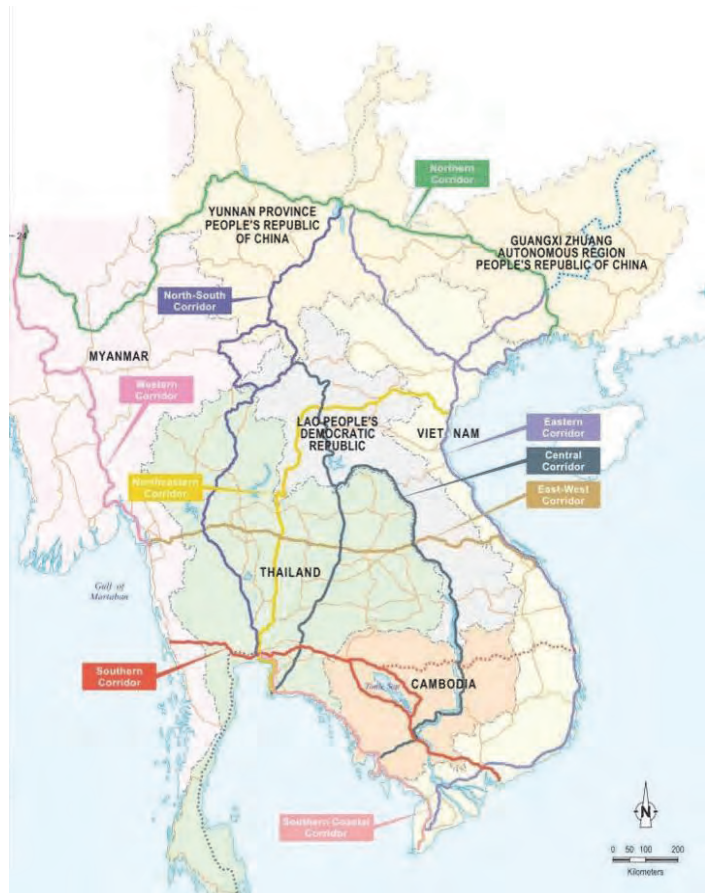 Northern
Corridor
YUNNAN PROVINCE
PEOPLE'S REPUBLIC
OF CHINA
GUANGXI ZHUANG
AUTONOMOUS REGION
PEOPLE'S REPUBLIC OF CHINA
North-South
Corridor
MYANMAR
Western
Corridor
LAO PEOPLE'S
DEMOCRATIC
REPUBLIC
VIET NAM
Eastern
Corridor
Central
Corridor
Northeastern
Corridor
East-West
Corridor
Gulf of
Martaban
THAILAND
Southern
Corridor
CAMBODIA
Tonle Sap
Southern Coastal
Corridor
N
0 50 100 200
Kilometers